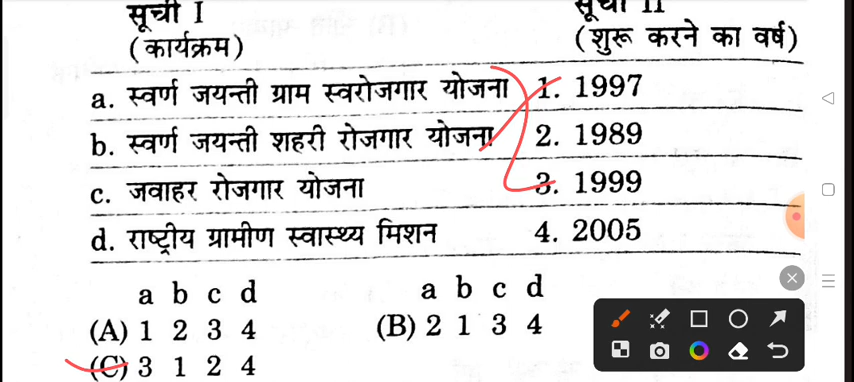 सूची I
सूची II
(कार्यक्रम)
(शुरू करने का वर्ष)
a. स्वर्ण जयन्ती ग्राम स्वरोजगार योजना 1. 1997
b. स्वर्ण जयन्ती शहरी रोजगार योजना 2. 1989
c. जवाहर रोजगार योजना 3. 1999
d. राष्ट्रीय ग्रामीण स्वास्थ्य मिशन 4. 2005
a b c d
a b c d
(A) 1 2 3 4
(B) 2 1 3 4
(C) 3 1 2 4